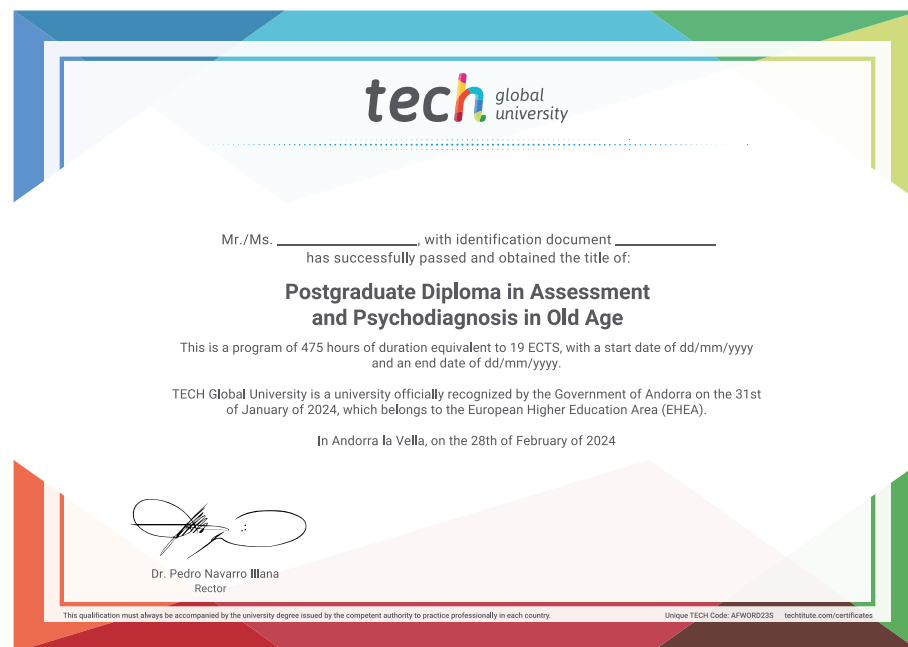 tech global
university
Mr./Ms. ____________, with identification document ____________
has successfully passed and obtained the title of:
Postgraduate Diploma in Assessment
and Psychodiagnosis in Old Age
This is a program of 475 hours of duration equivalent to 19 ECTS, with a start date of dd/mm/yyyy
and an end date of dd/mm/yyyy.
TECH Global University is a university officially recognized by the Government of Andorra on the 31st
of January of 2024, which belongs to the European Higher Education Area (EHEA).
In Andorra la Vella, on the 28th of February of 2024
Dr. Pedro Navarro Illana
Rector
This qualification must always be accompanied by the university degree issued by the competent authority to practice professionally in each country. Unique TECH Code: AFWORD23S techtitute.com/certificates